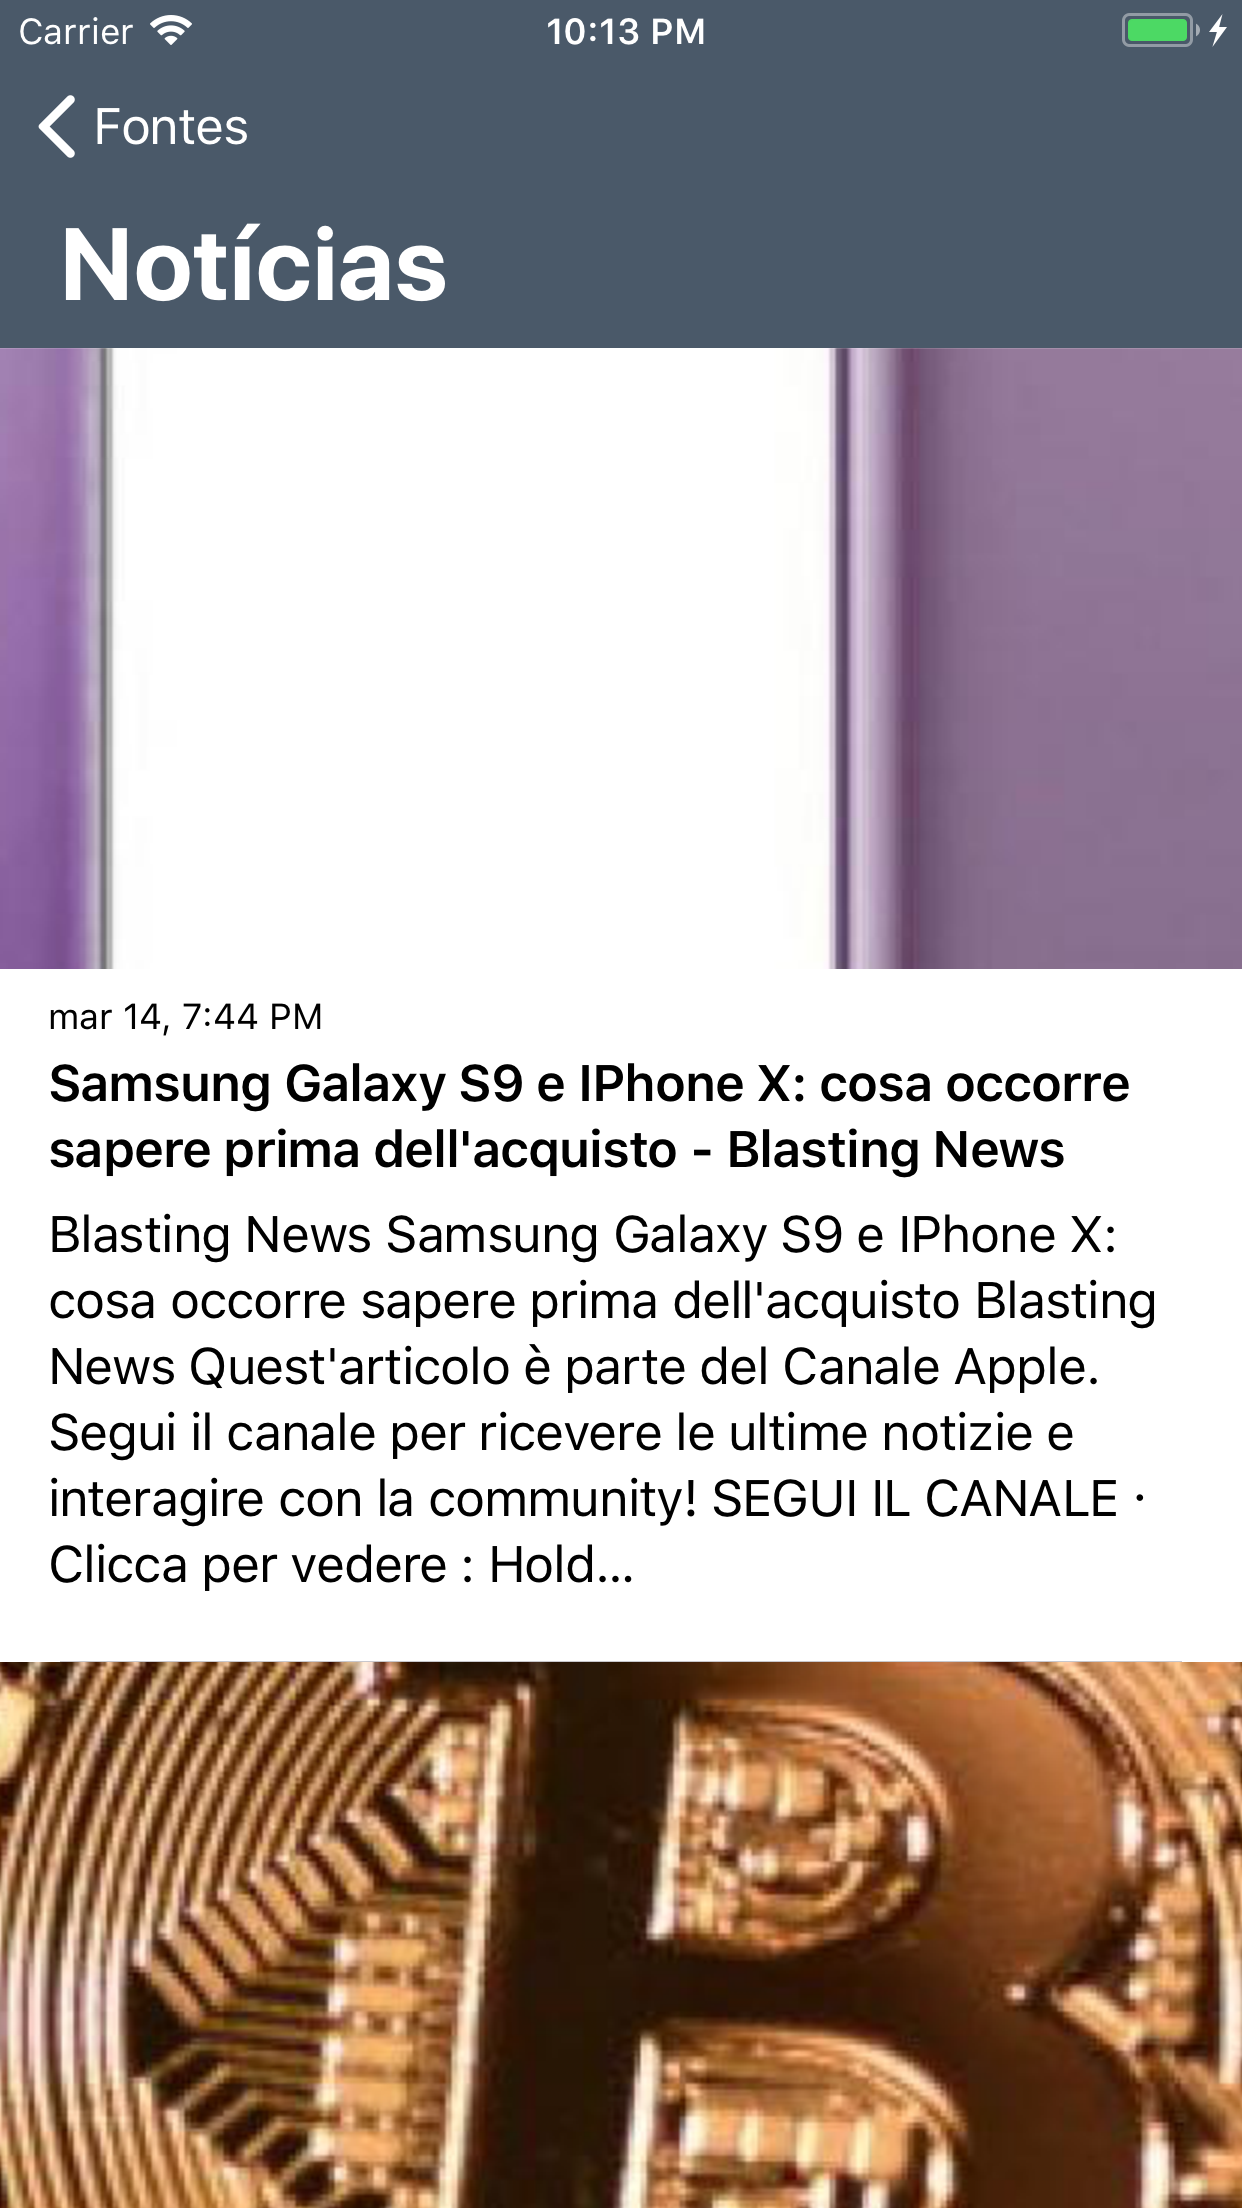 Carrier
10:13 PM
Fontes
Notícias
mar 14, 7:44 PM
Samsung Galaxy S9 e IPhone X: cosa occorre
sapere prima dell'acquisto - Blasting News
Blasting News Samsung Galaxy S9 e IPhone X:
cosa occorre sapere prima dell'acquisto Blasting
News Quest'articolo è parte del Canale Apple.
Segui il canale per ricevere le ultime notizie e
interagire con la community! SEGUI IL CANALE ·
Clicca per vedere : Hold...